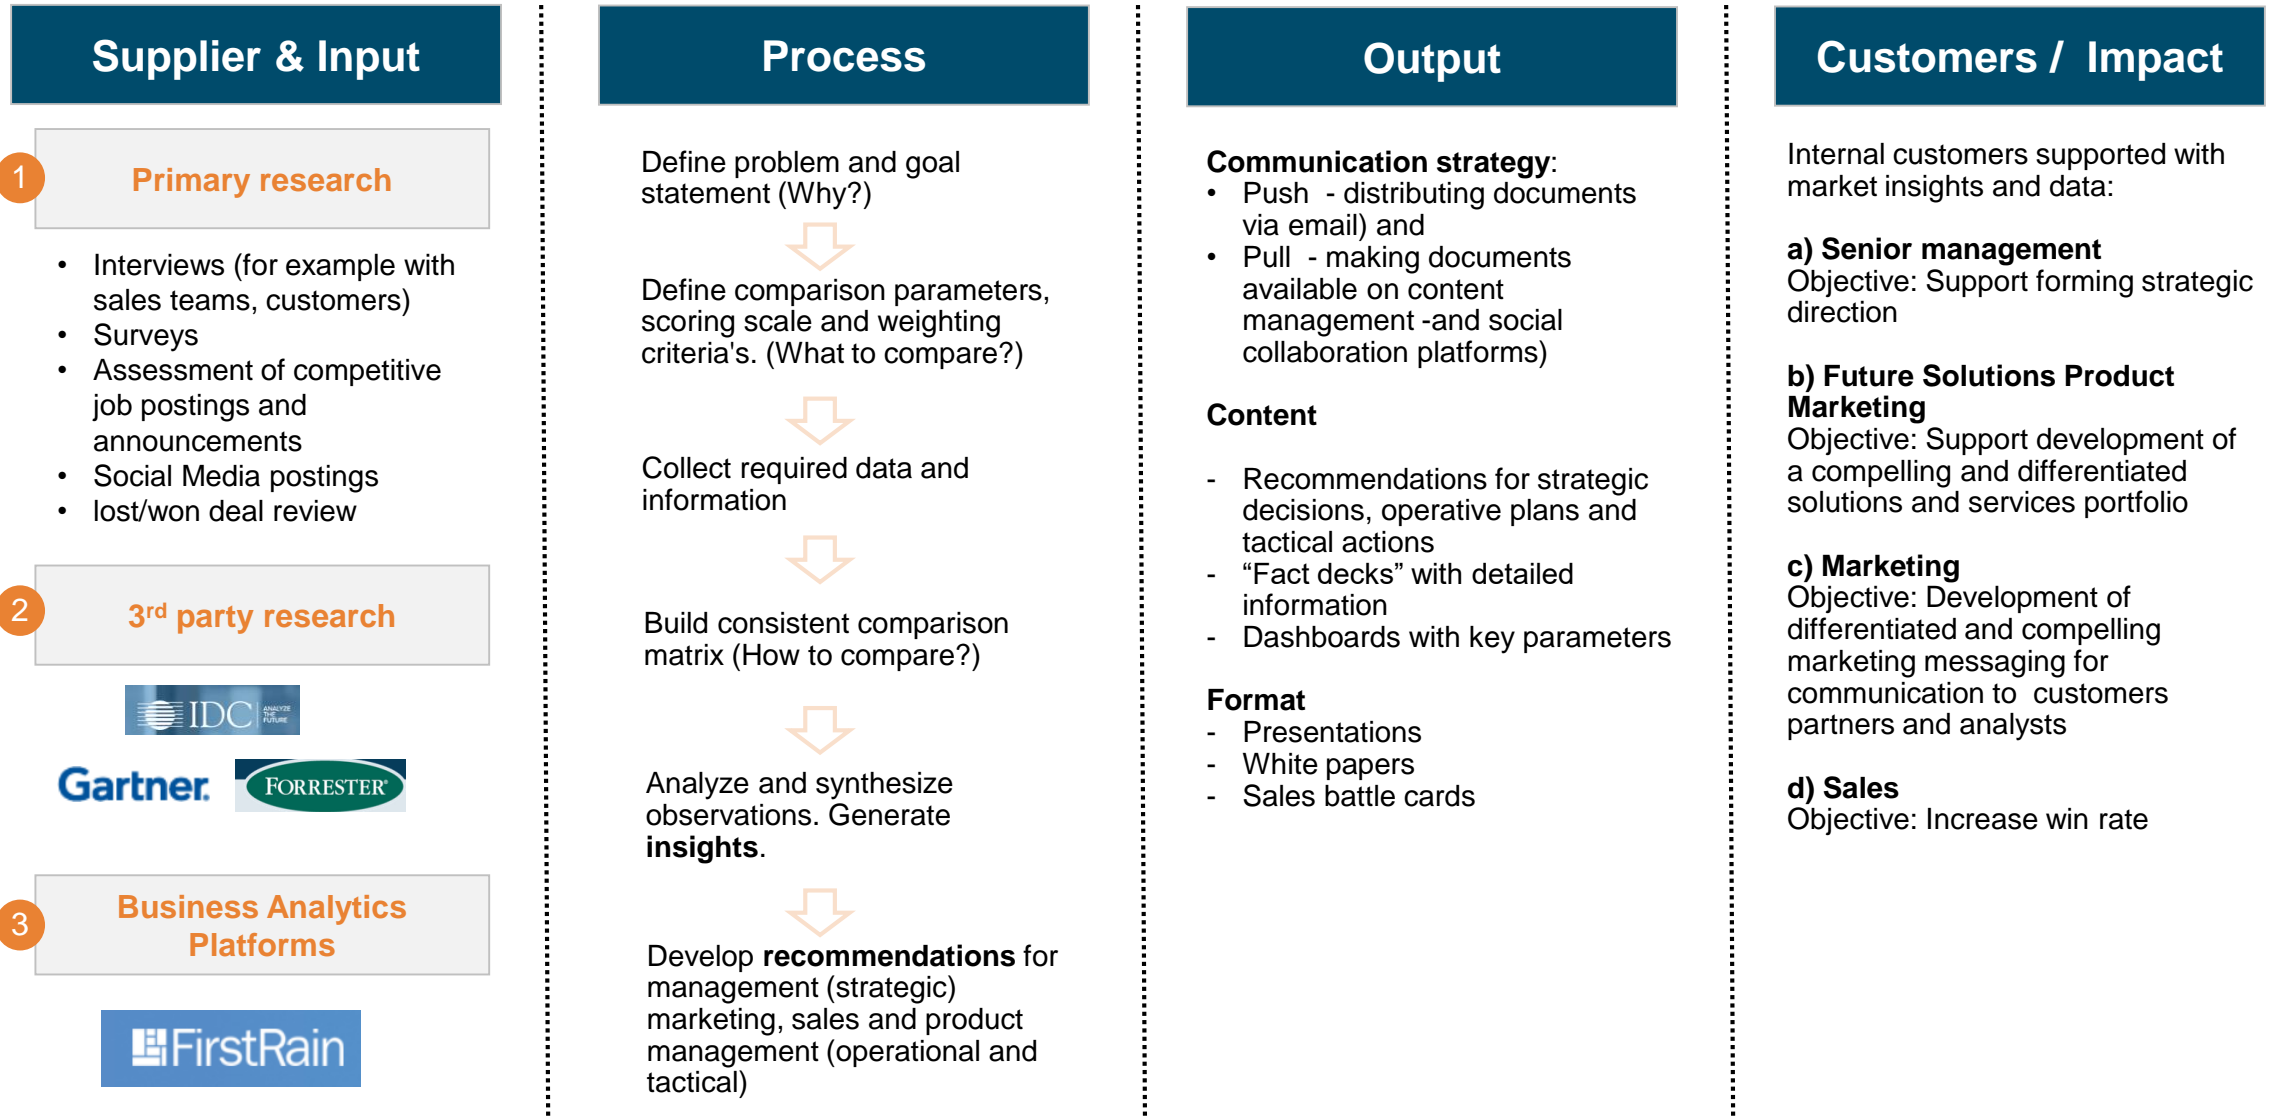 Supplier & Input
1
Primary research
• Interviews (for example with
sales teams, customers)
• Surveys
• Assessment of competitive
job postings and
announcements
• Social Media postings
• lost/won deal review
2
3rd party research
IDC
ANALYZE
THE
FUTURE
Gartner
FORRESTER®
3
Business Analytics
Platforms
FirstRain
Process
Define problem and goal
statement (Why?)
Define comparison parameters,
scoring scale and weighting
criteria's. (What to compare?)
Collect required data and
information
Build consistent comparison
matrix (How to compare?)
Analyze and synthesize
observations. Generate
insights.
Develop recommendations for
management (strategic)
marketing, sales and product
management (operational and
tactical)
Output
Communication strategy:
• Push - distributing documents
via email) and
• Pull - making documents
available on content
management -and social
collaboration platforms)
Content
- Recommendations for strategic
decisions, operative plans and
tactical actions
- “Fact decks” with detailed
information
- Dashboards with key parameters
Format
- Presentations
- White papers
- Sales battle cards
Customers / Impact
Internal customers supported with
market insights and data:
a) Senior management
Objective: Support forming strategic
direction
b) Future Solutions Product
Marketing
Objective: Support development of
a compelling and differentiated
solutions and services portfolio
c) Marketing
Objective: Development of
differentiated and compelling
marketing messaging for
communication to customers
partners and analysts
d) Sales
Objective: Increase win rate